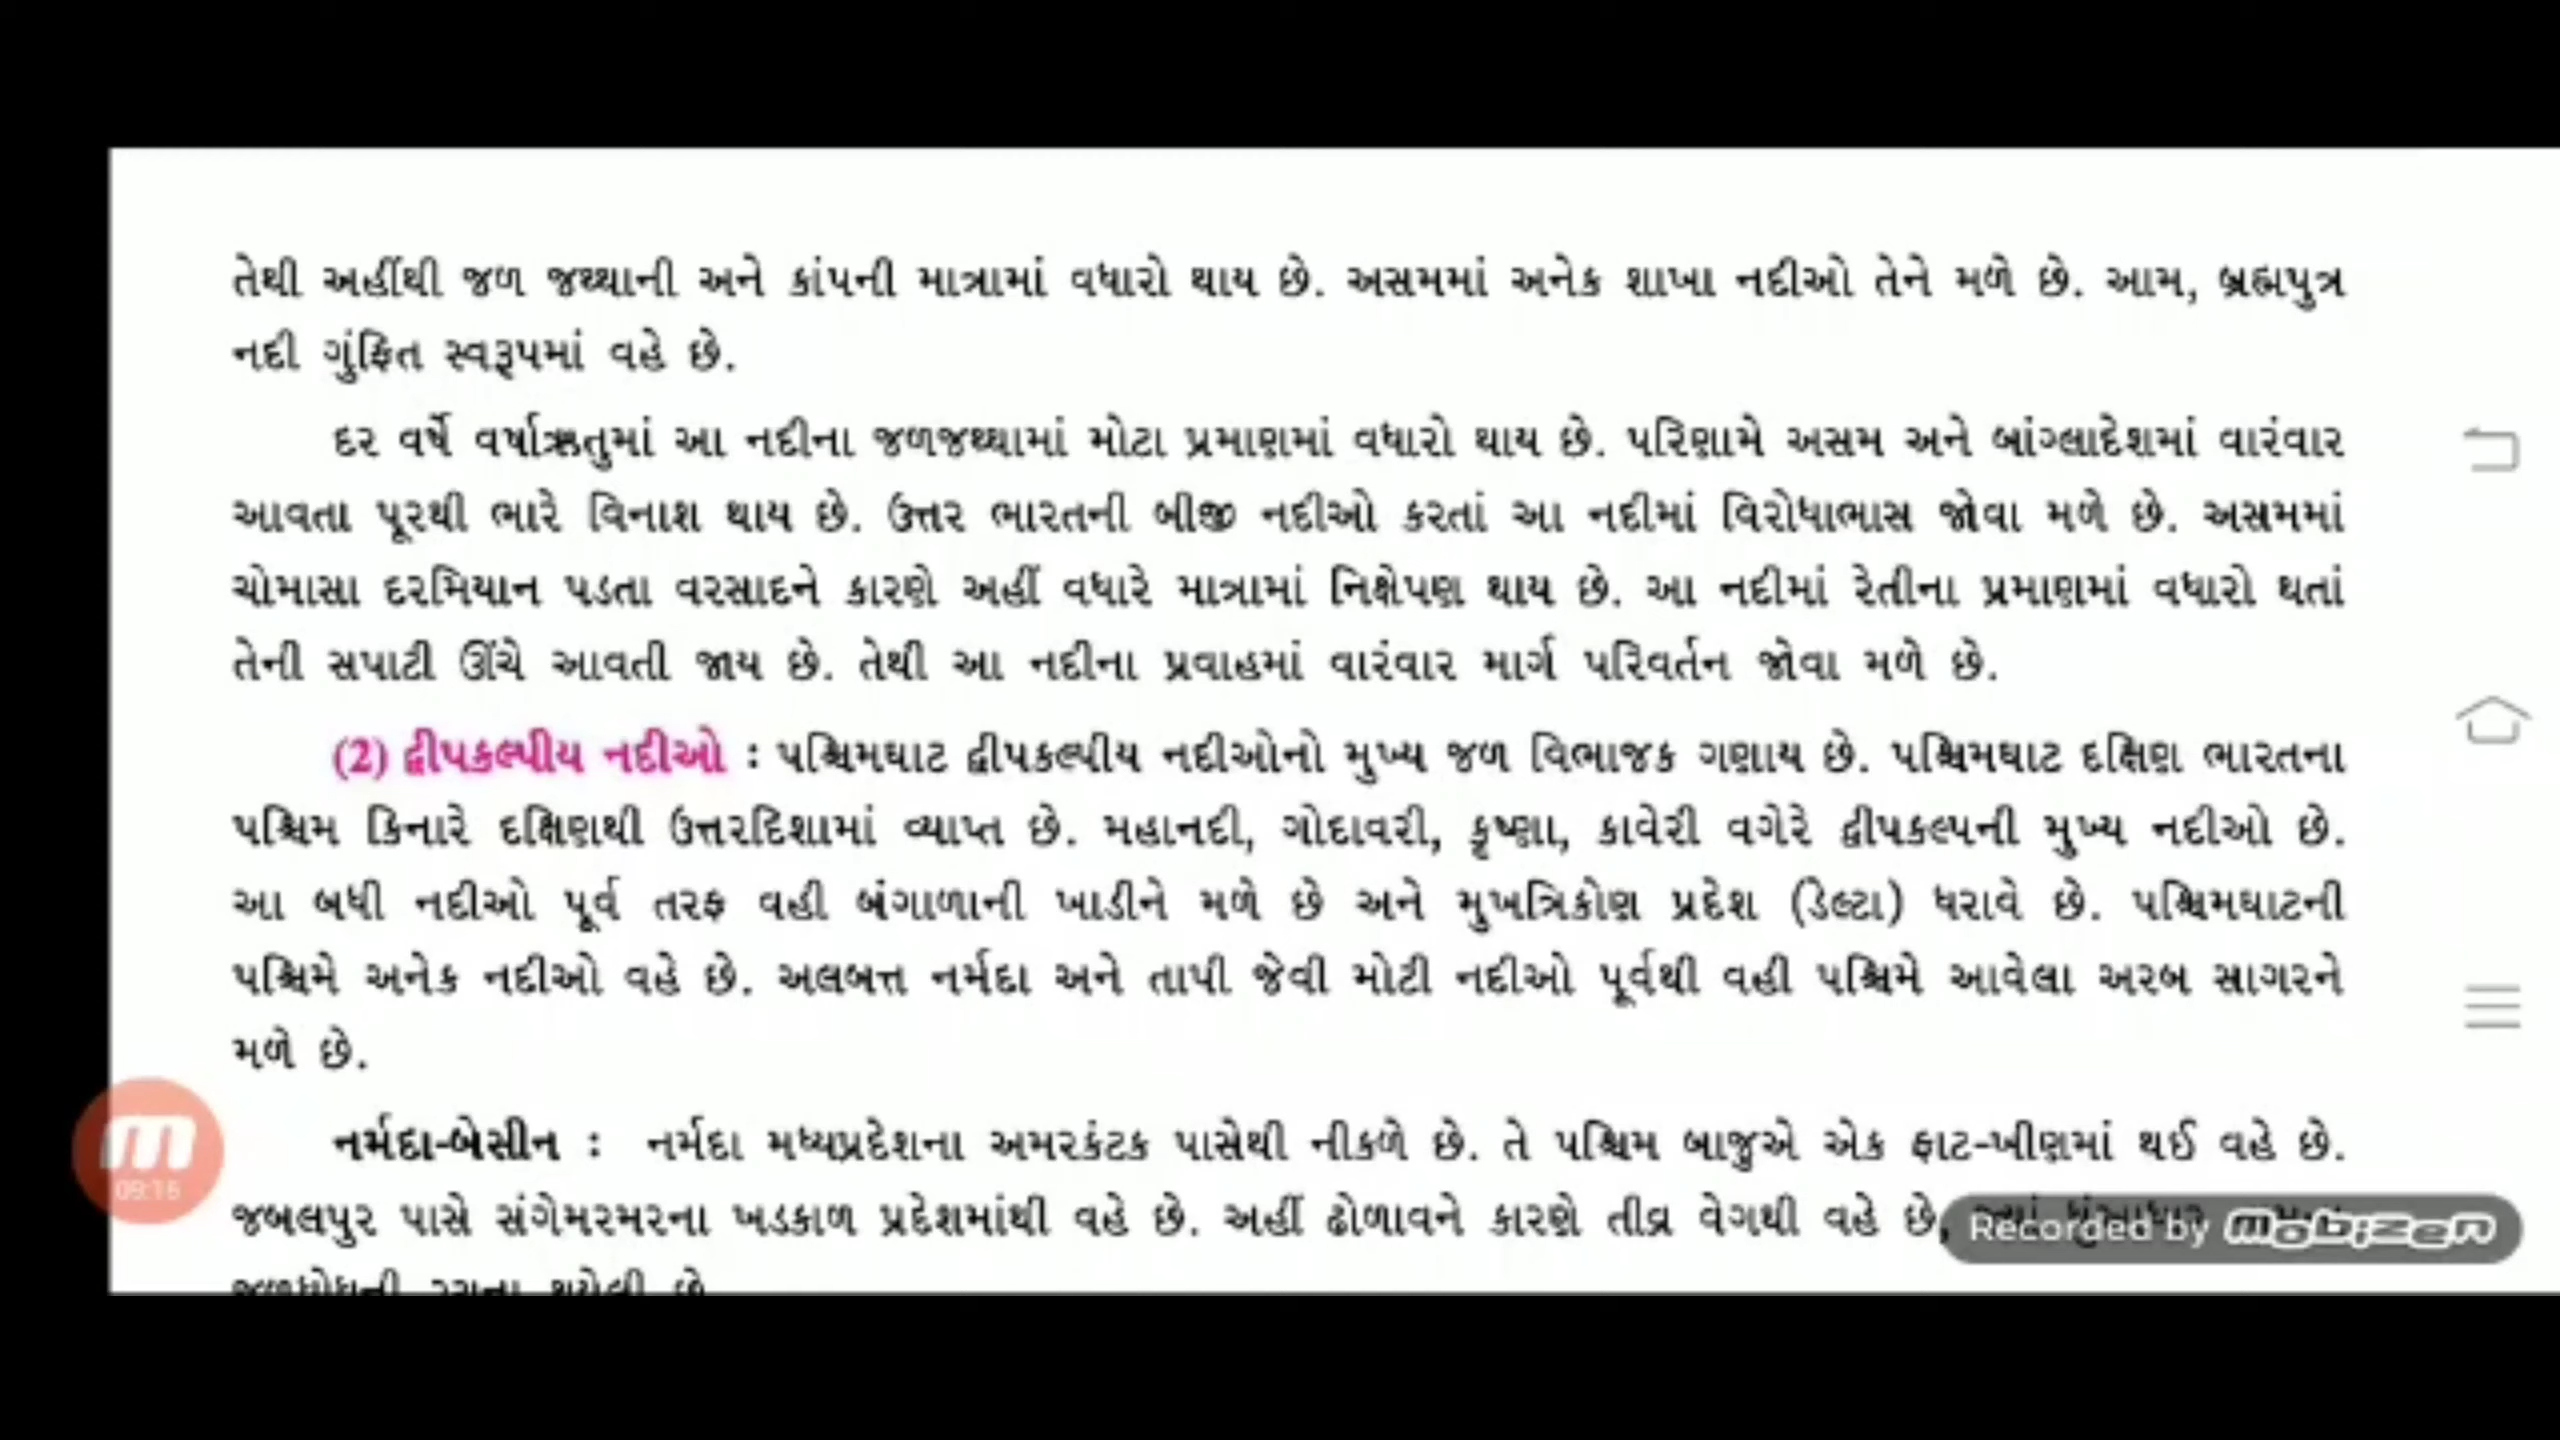 તેથી અહીંથી જળ જથ્થાની અને કાંપની માત્રામાં વધારો થાય છે. અસમમાં અનેક શાખા નદીઓ તેને મળે છે. આમ, બ્રહ્મપુત્ર
નદી ગુંફિત સ્વરૂપમાં વહે છે.
દર વર્ષે વર્ષાઋતુમાં આ નદીના જળજથ્થામાં મોટા પ્રમાણમાં વધારો થાય છે. પરિણામે અસમ અને બાંગ્લાદેશમાં વારંવાર
આવતા પૂરથી ભારે વિનાશ થાય છે. ઉત્તર ભારતની બીજી નદીઓ કરતાં આ નદીમાં વિરોધાભાસ જોવા મળે છે. અસમમાં
ચોમાસા દરમિયાન પડતા વરસાદને કારણે અહીં વધારે માત્રામાં નિક્ષેપણ થાય છે. આ નદીમાં રેતીના પ્રમાણમાં વધારો થતાં
તેની સપાટી ઊંચે આવતી જાય છે. તેથી આ નદીના પ્રવાહમાં વારંવાર માર્ગ પરિવર્તન જોવા મળે છે.
(2) દ્વીપકલ્પીય નદીઓ : પશ્ચિમઘાટ દ્વીપકલ્પીય નદીઓનો મુખ્ય જળ વિભાજક ગણાય છે. પશ્ચિમઘાટ દક્ષિણ ભારતના
પશ્ચિમ કિનારે દક્ષિણથી ઉત્તરદિશામાં વ્યાપ્ત છે. મહાનદી, ગોદાવરી, કૃષ્ણા, કાવેરી વગેરે દ્વીપકલ્પની મુખ્ય નદીઓ છે.
આ બધી નદીઓ પૂર્વ તરફ વહી બંગાળાની ખાડીને મળે છે અને મુખત્રિકોણ પ્રદેશ (ડેલ્ટા) ધરાવે છે. પશ્ચિમઘાટની
પશ્ચિમે અનેક નદીઓ વહે છે. અલબત્ત નર્મદા અને તાપી જેવી મોટી નદીઓ પૂર્વથી વહી પશ્ચિમે આવેલા અરબ સાગરને
મળે છે.
નર્મદા-બેસીન : નર્મદા મધ્યપ્રદેશના અમરકંટક પાસેથી નીકળે છે. તે પશ્ચિમ બાજુએ એક ફાટ-ખીણમાં થઈ વહે છે.
જબલપુર પાસે સંગેમરમરના ખડકાળ પ્રદેશમાંથી વહે છે. અહીં ઢોળાવને કારણે તીવ્ર વેગથી વહે છે,
09:16
Recorded by mobizen